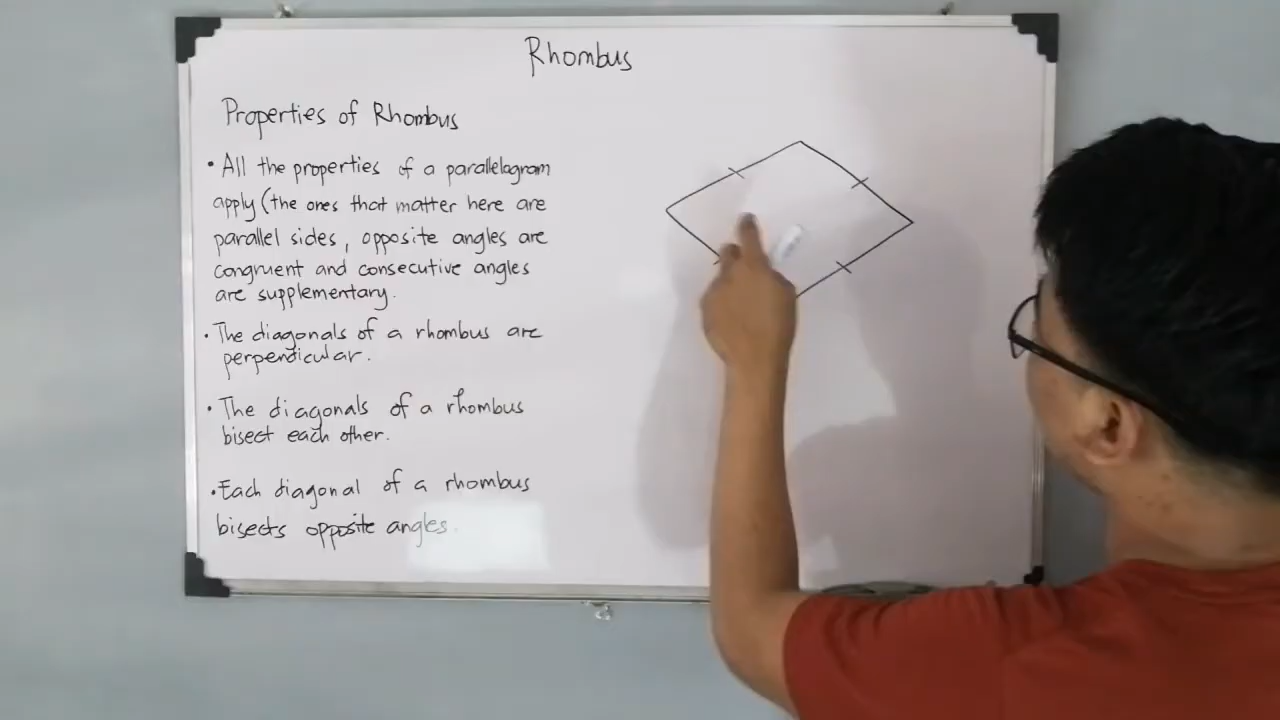 Rhombus
Properties of Rhombus
• All the properties of a parallelogram
apply (the ones that matter here are
parallel sides, opposite angles are
congruent and consecutive angles
are supplementary.
• The diagonals of a rhombus are
perpendicular.
• The diagonals of a rhombus
bisect each other.
• Each diagonal of a rhombus
bisects opposite angles.